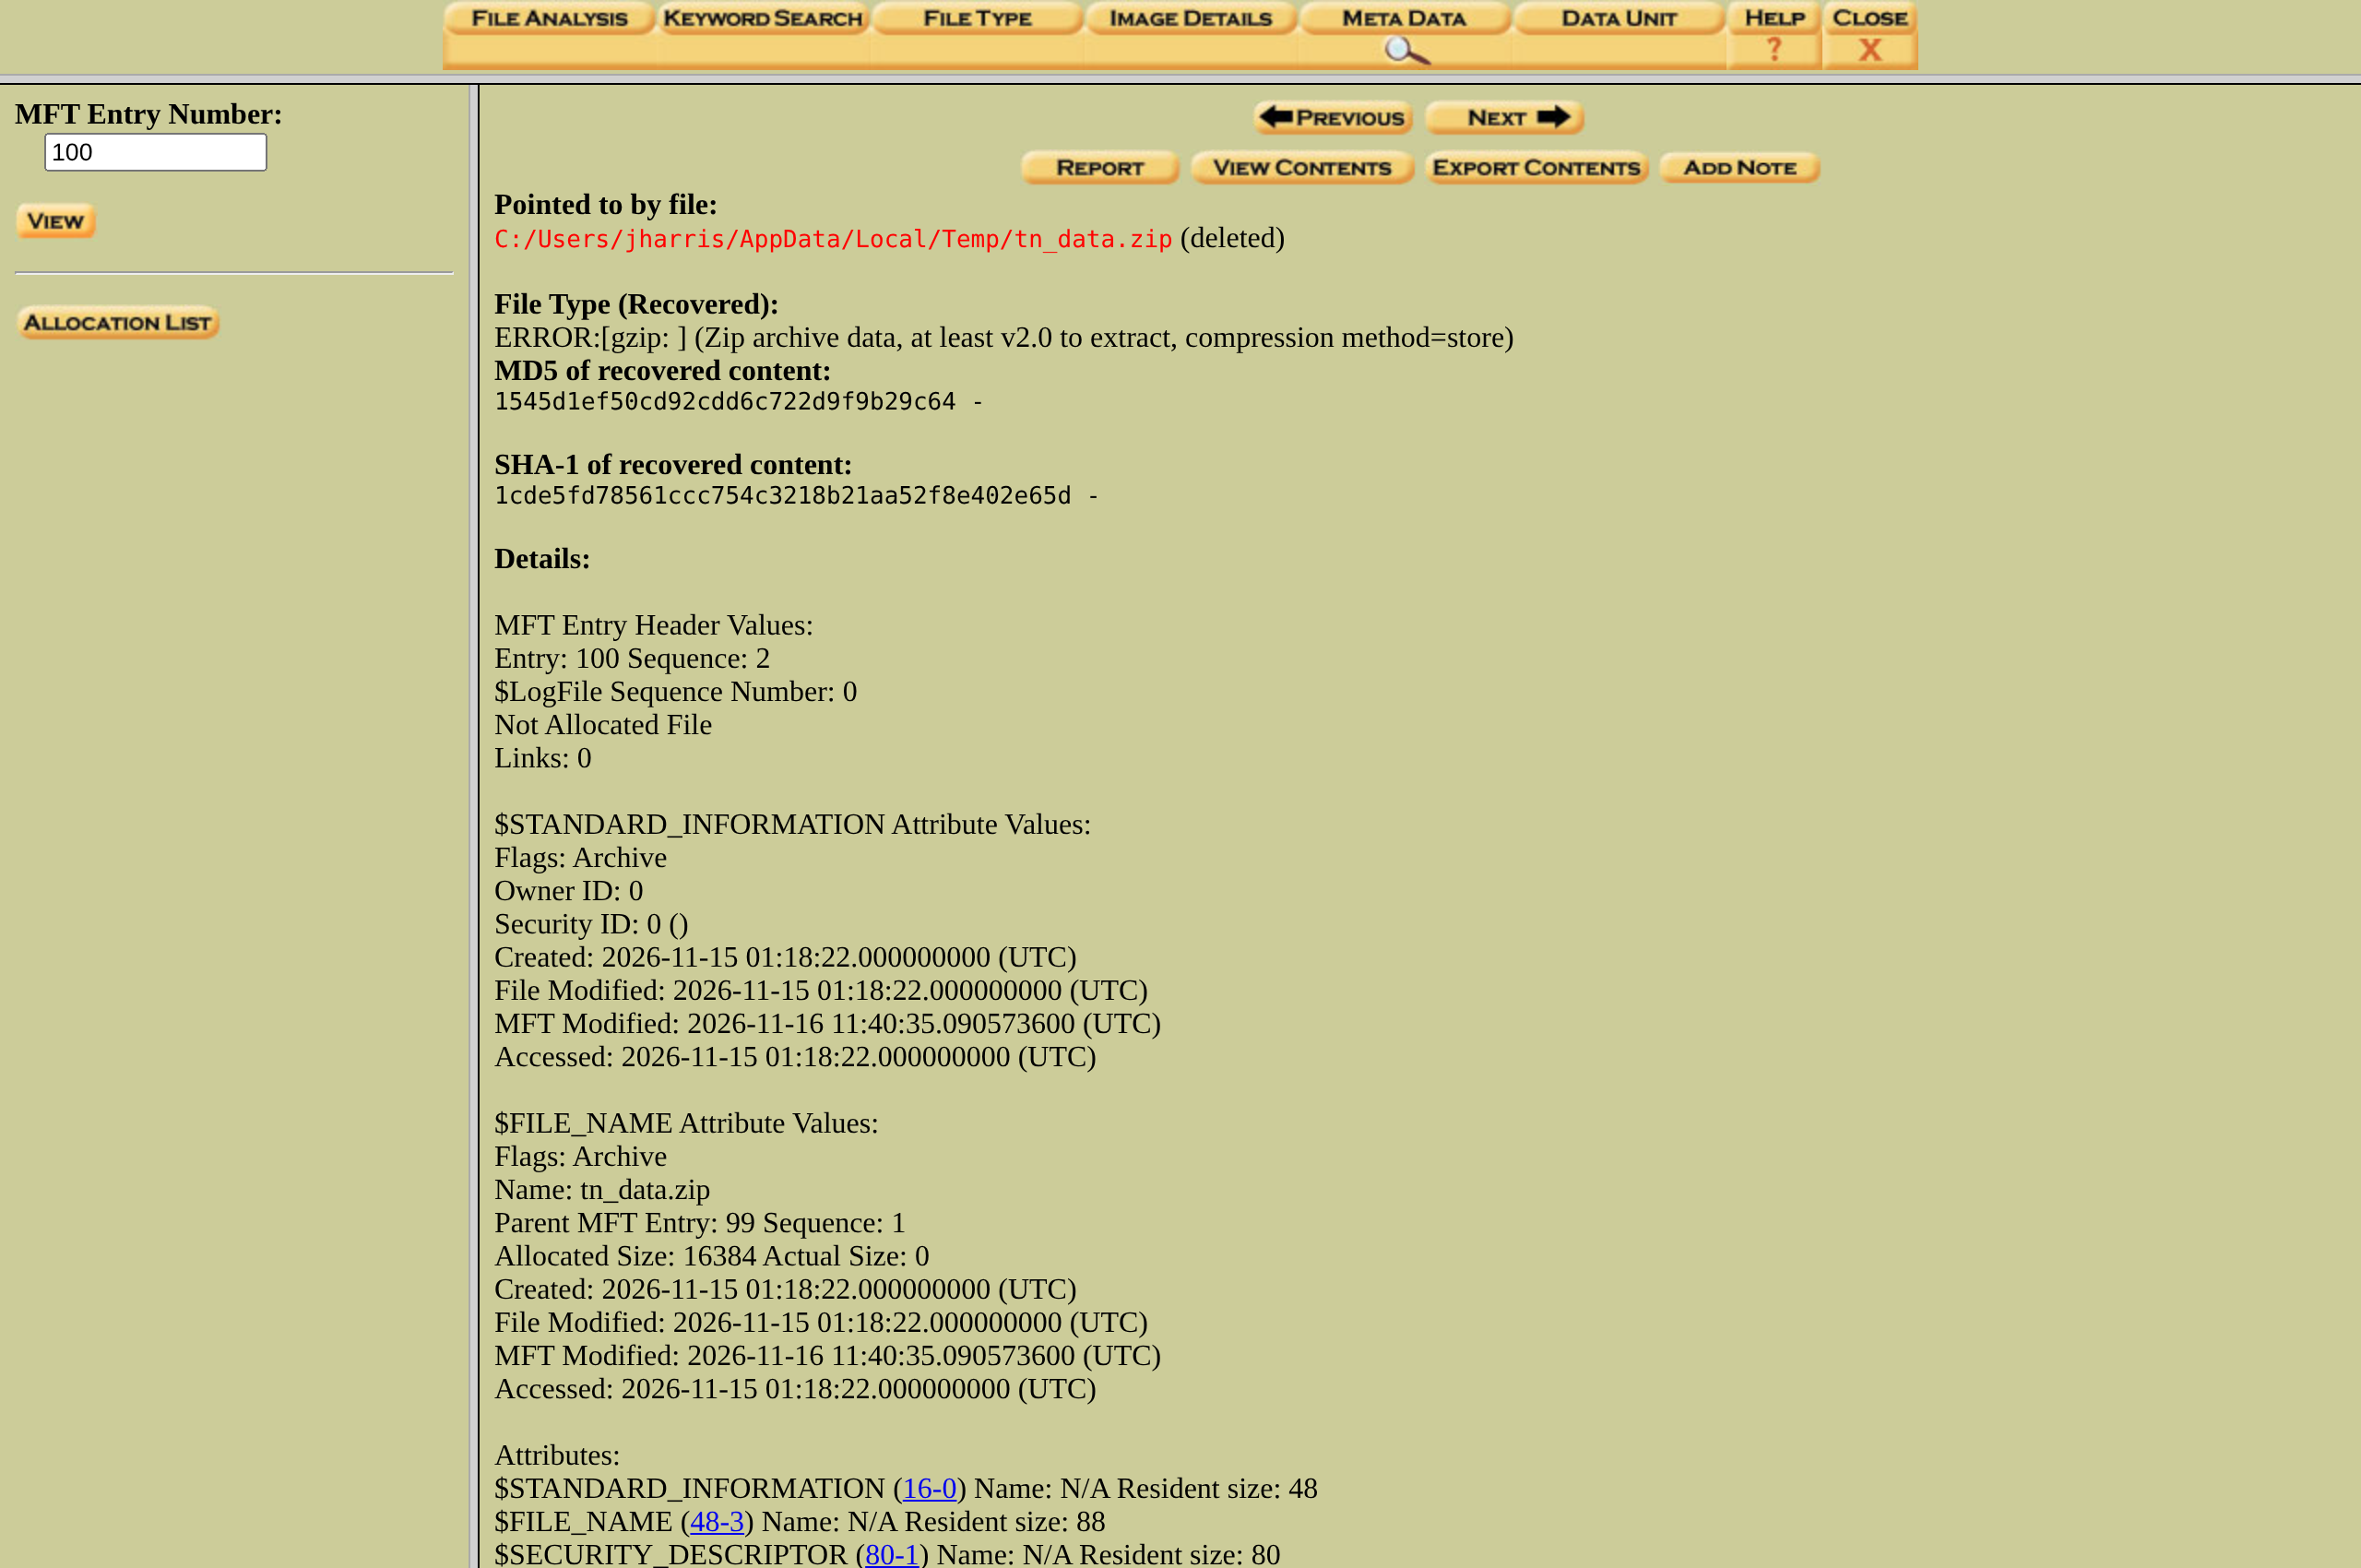 FILE ANALYSIS KEYWORD SEARCH FILE TYPE IMAGE DETAILS META DATA DATA UNIT HELP CLOSE
? X
MFT Entry Number:
100
VIEW
ALLOCATION LIST
PREVIOUS NEXT
REPORT VIEW CONTENTS EXPORT CONTENTS ADD NOTE
Pointed to by file:
C:/Users/jharris/AppData/Local/Temp/tn_data.zip (deleted)
File Type (Recovered):
ERROR:[gzip: ] (Zip archive data, at least v2.0 to extract, compression method=store)
MD5 of recovered content:
1545d1ef50cd92cdd6c722d9f9b29c64 -
SHA-1 of recovered content:
1cde5fd78561ccc754c3218b21aa52f8e402e65d -
Details:
MFT Entry Header Values:
Entry: 100 Sequence: 2
$LogFile Sequence Number: 0
Not Allocated File
Links: 0
$STANDARD_INFORMATION Attribute Values:
Flags: Archive
Owner ID: 0
Security ID: 0 ()
Created: 2026-11-15 01:18:22.000000000 (UTC)
File Modified: 2026-11-15 01:18:22.000000000 (UTC)
MFT Modified: 2026-11-16 11:40:35.090573600 (UTC)
Accessed: 2026-11-15 01:18:22.000000000 (UTC)
$FILE_NAME Attribute Values:
Flags: Archive
Name: tn_data.zip
Parent MFT Entry: 99 Sequence: 1
Allocated Size: 16384 Actual Size: 0
Created: 2026-11-15 01:18:22.000000000 (UTC)
File Modified: 2026-11-15 01:18:22.000000000 (UTC)
MFT Modified: 2026-11-16 11:40:35.090573600 (UTC)
Accessed: 2026-11-15 01:18:22.000000000 (UTC)
Attributes:
$STANDARD_INFORMATION (16-0) Name: N/A Resident size: 48
$FILE_NAME (48-3) Name: N/A Resident size: 88
$SECURITY_DESCRIPTOR (80-1) Name: N/A Resident size: 80